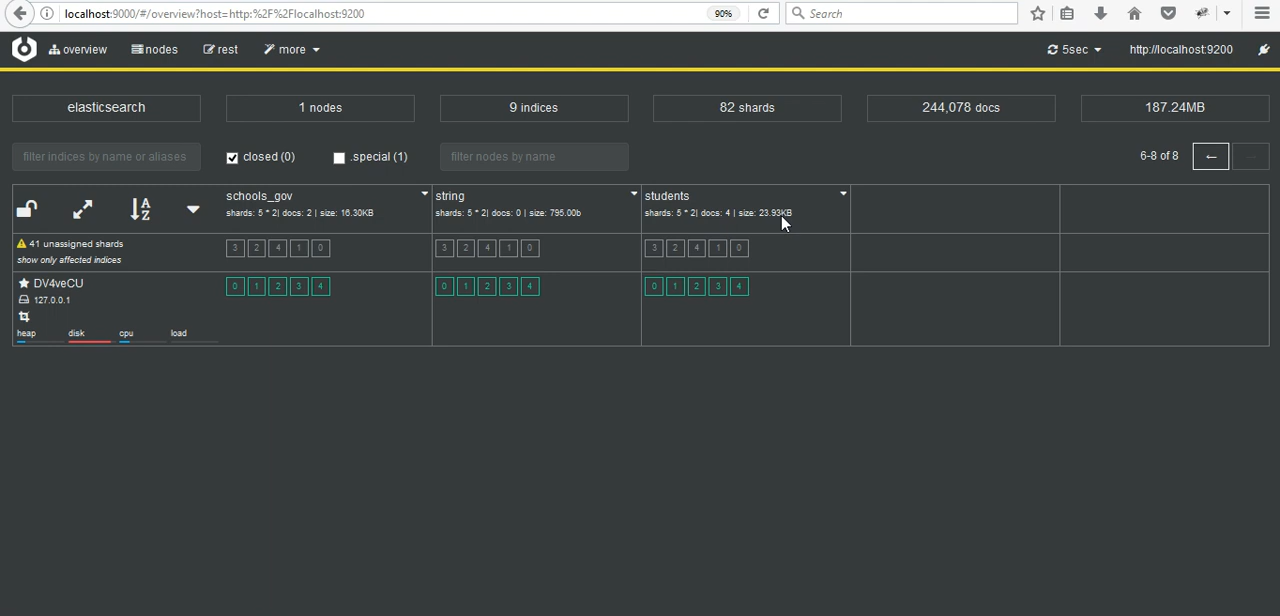 localhost:9000/#/overview?host=http:%2F%2Flocalhost:9200 90% Search
overview nodes rest more 5sec http://localhost:9200
elasticsearch 1 nodes 9 indices 82 shards 244,078 docs 187.24MB
filter indices by name or aliases closed (0) .special (1) filter nodes by name 6-8 of 8 ←
schools_gov string students
shards: 5 * 2| docs: 2 | size: 16.30KB shards: 5 * 2| docs: 0 | size: 795.00b shards: 5 * 2| docs: 4 | size: 23.93KB
41 unassigned shards 3 2 4 1 0 3 2 4 1 0 3 2 4 1 0
show only affected indices
DV4veCU 0 1 2 3 4 0 1 2 3 4 0 1 2 3 4
127.0.0.1
heap disk cpu load